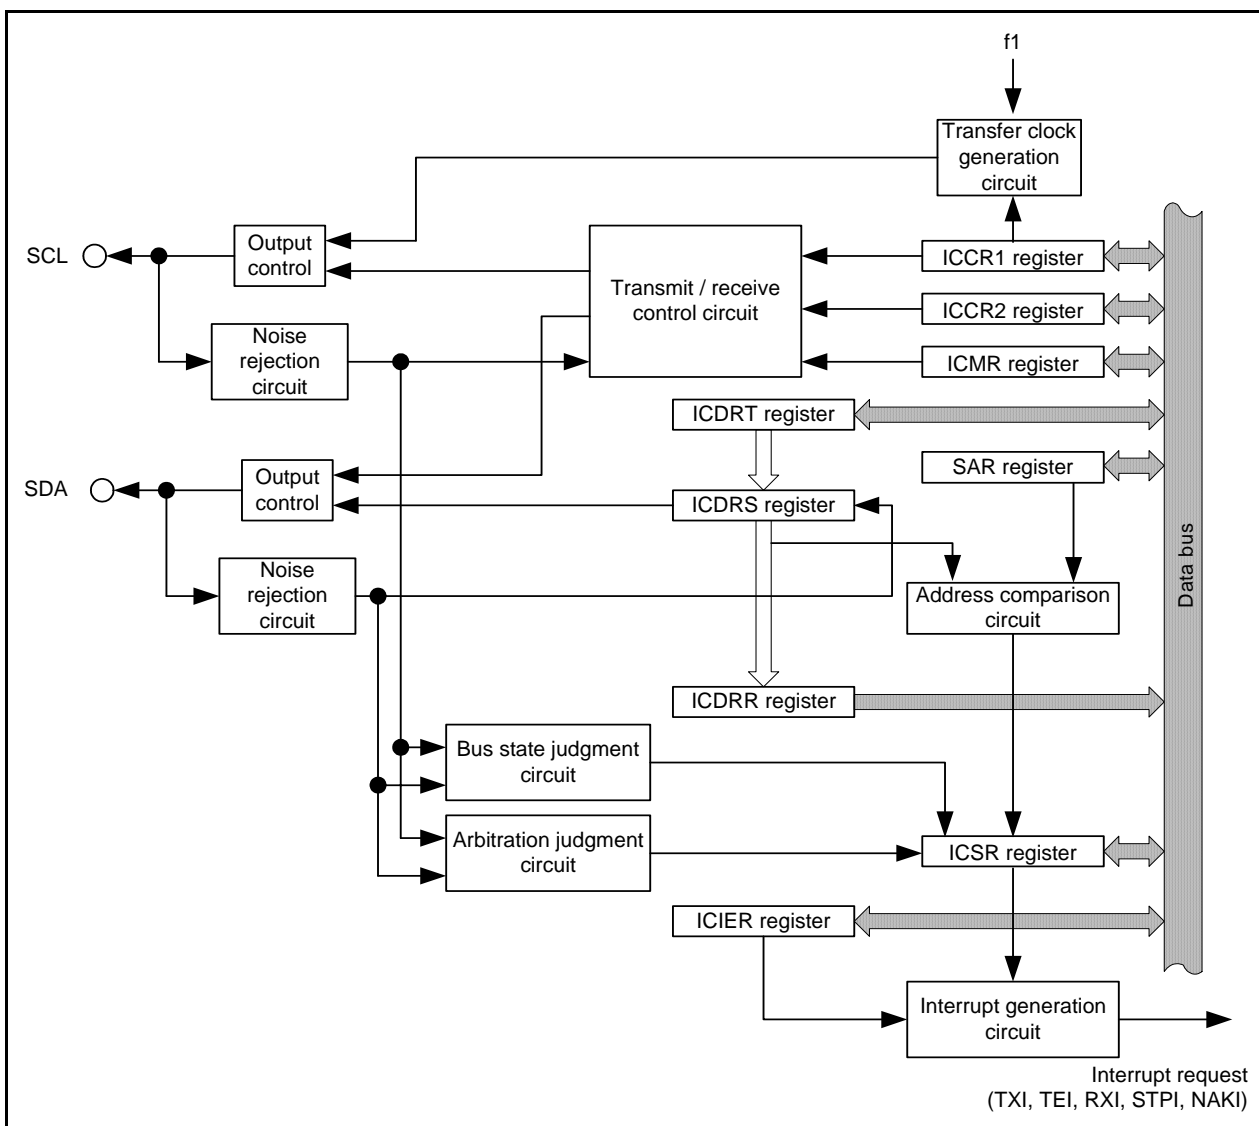 f1
Transfer clock
generation
circuit
SCL
Output
control
Transmit / receive
control circuit
ICCR1 register
ICCR2 register
Noise
rejection
circuit
ICMR register
ICDRT register
SAR register
SDA
Output
control
ICDRS register
Noise
rejection
circuit
Address comparison
circuit
Data bus
ICDRR register
Bus state judgment
circuit
Arbitration judgment
circuit
ICSR register
ICIER register
Interrupt generation
circuit
Interrupt request
(TXI, TEI, RXI, STPI, NAKI)